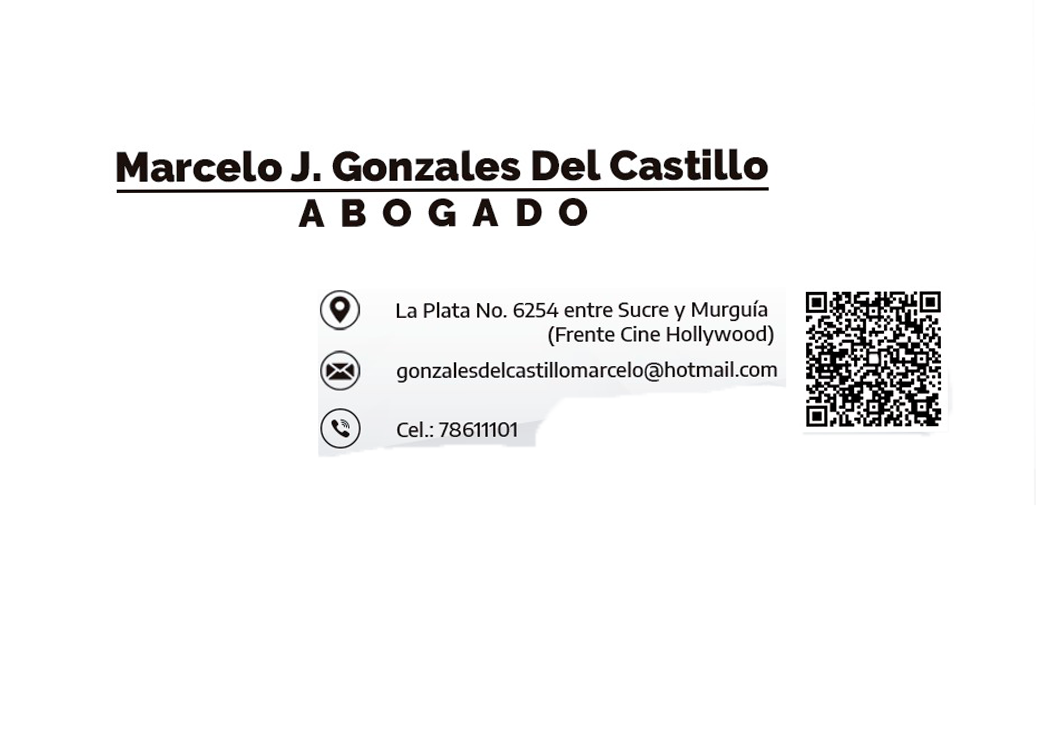 Marcelo J. Gonzales Del Castillo
ABOGADO
La Plata No. 6254 entre Sucre y Murguía
(Frente Cine Hollywood)
gonzalesdelcastillomarcelo@hotmail.com
Cel.: 78611101